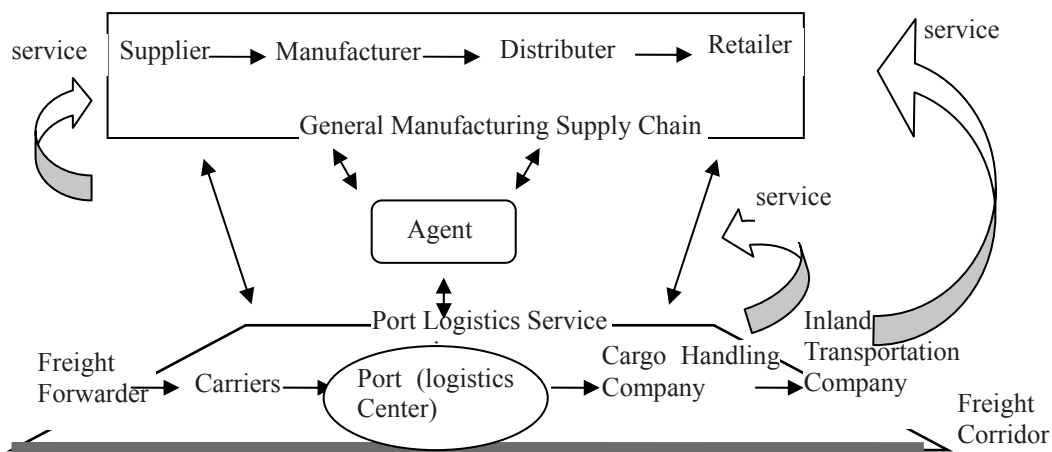 service
Supplier
Manufacturer
Distributer
Retailer
service
General Manufacturing Supply Chain
service
Agent
Port Logistics Service
Freight
Forwarder
Carriers
Port (logistics
Center)
Cargo Handling
Company
Inland
Transportation
Company
Freight
Corridor